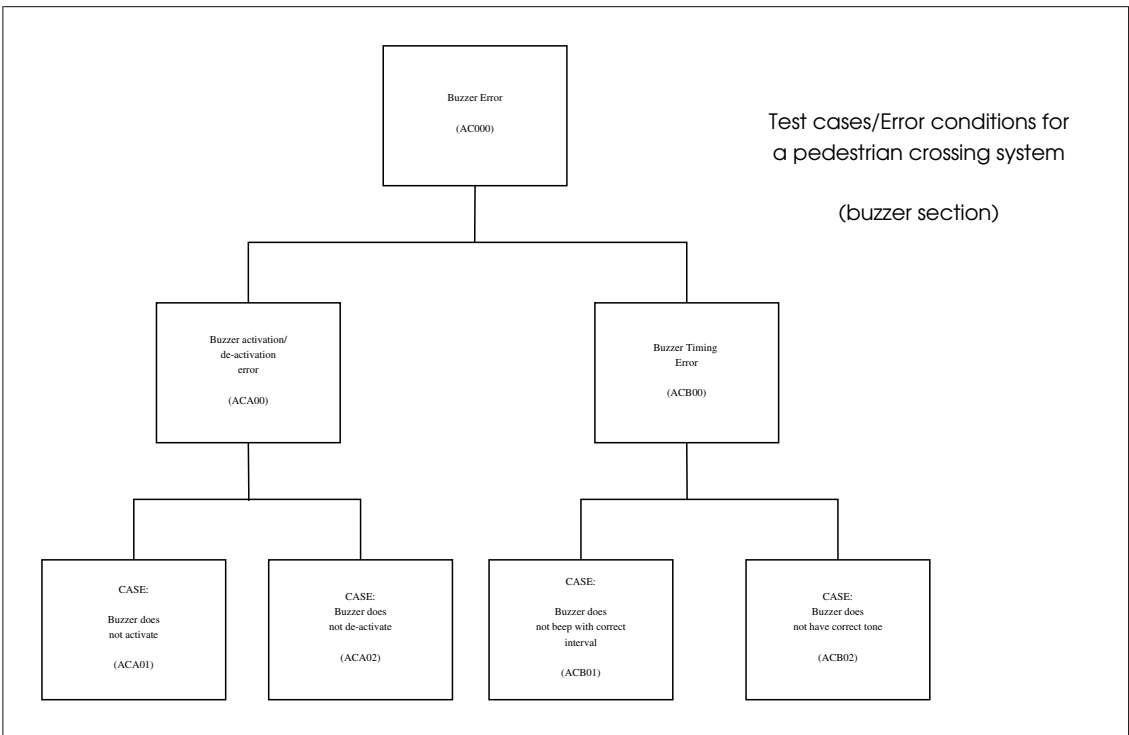 Buzzer Error
(AC000)
Test cases/Error conditions for
a pedestrian crossing system
(buzzer section)
Buzzer activation/
de-activation
error
(ACA00)
Buzzer Timing
Error
(ACB00)
CASE:
Buzzer does
not activate
(ACA01)
CASE:
Buzzer does
not de-activate
(ACA02)
CASE:
Buzzer does
not beep with correct
interval
(ACB01)
CASE:
Buzzer does
not have correct tone
(ACB02)